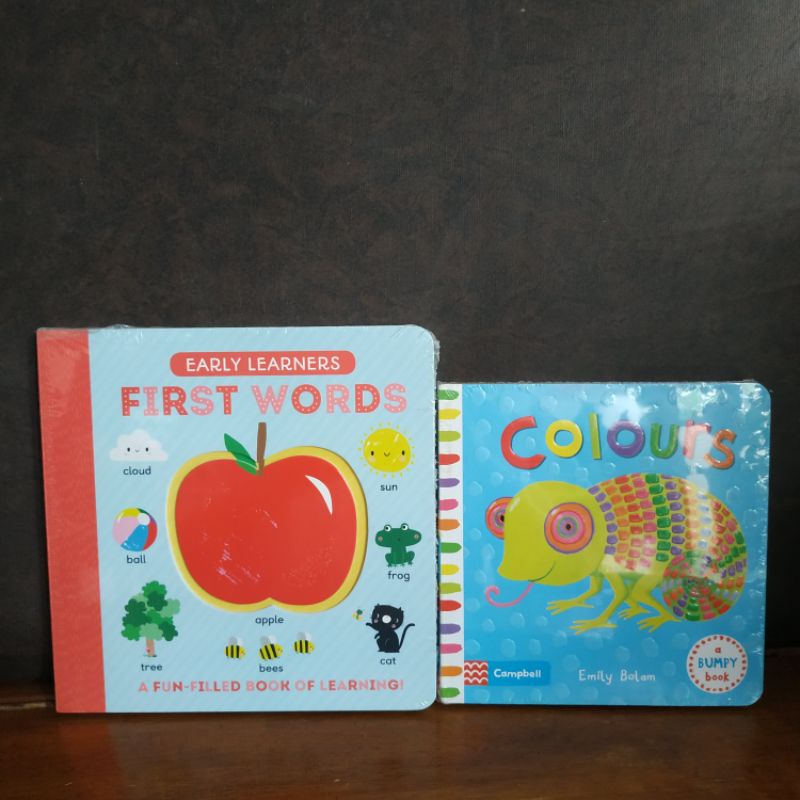 EARLY LEARNERS
FIRST WORDS
cloud
sun
ball
frog
apple
tree
bees
cat
A FUN-FILLED BOOK OF LEARNING!
Colours
Campbell
Emily Bolam
a
BUMPY
book